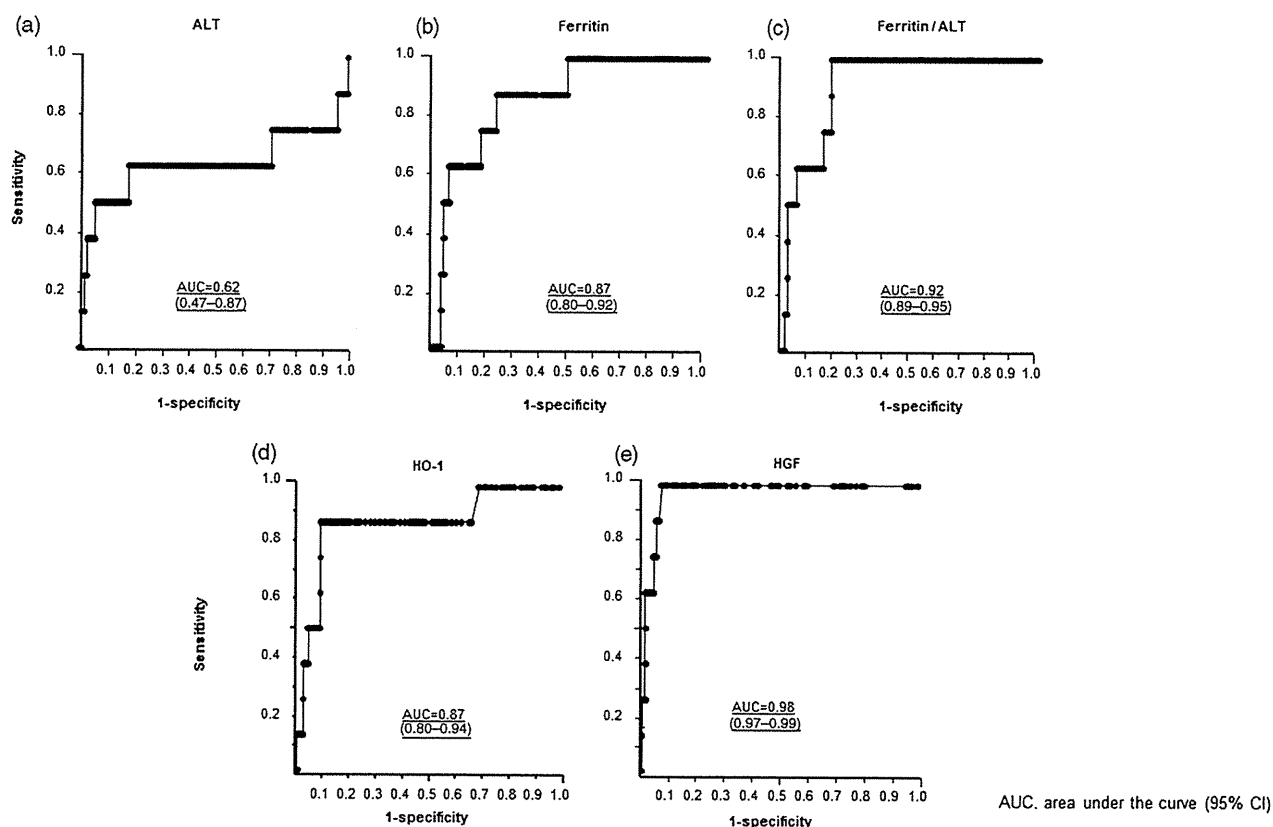 (a)
ALT
1.0
0.8
0.6
0.4
0.2
Sensitivity
AUC=0.62
(0.47–0.87)
0.1 0.2 0.3 0.4 0.5 0.6 0.7 0.8 0.9 1.0
1-specificity
(b)
Ferritin
1.0
0.8
0.6
0.4
0.2
AUC=0.87
(0.80–0.92)
0.1 0.2 0.3 0.4 0.5 0.6 0.7 0.8 0.9 1.0
1-specificity
(c)
Ferritin/ALT
1.0
0.8
0.6
0.4
0.2
AUC=0.92
(0.89–0.95)
0.1 0.2 0.3 0.4 0.5 0.6 0.7 0.8 0.9 1.0
1-specificity
(d)
HO-1
1.0
0.8
0.6
0.4
0.2
Sensitivity
AUC=0.87
(0.80–0.94)
0.1 0.2 0.3 0.4 0.5 0.6 0.7 0.8 0.9 1.0
1-specificity
(e)
HGF
1.0
0.8
0.6
0.4
0.2
AUC=0.98
(0.97–0.99)
0.1 0.2 0.3 0.4 0.5 0.6 0.7 0.8 0.9 1.0
1-specificity
AUC. area under the curve (95% CI)